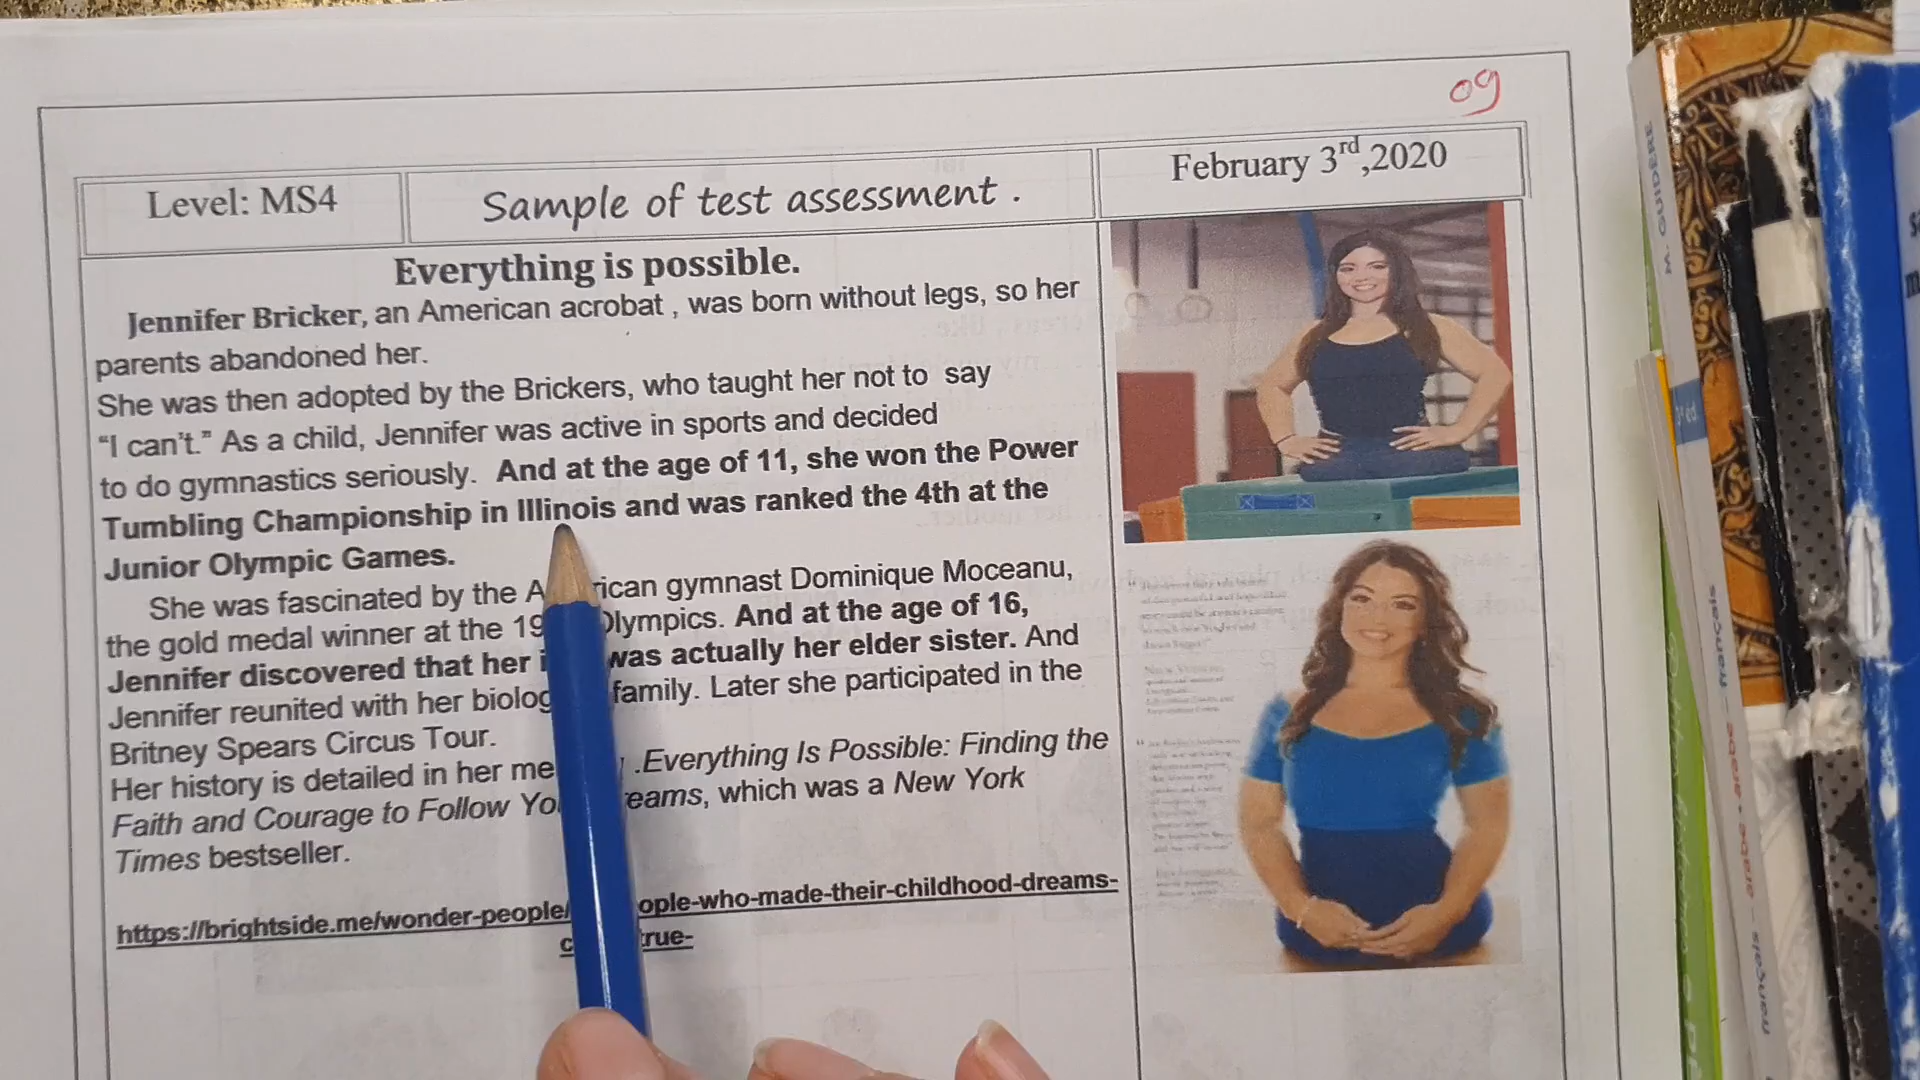 09
Level: MS4
Sample of test assessment .
February 3rd,2020
Everything is possible.
Jennifer Bricker, an American acrobat , was born without legs, so her
parents abandoned her.
She was then adopted by the Brickers, who taught her not to say
“I can't.” As a child, Jennifer was active in sports and decided
to do gymnastics seriously. And at the age of 11, she won the Power
Tumbling Championship in Illinois and was ranked the 4th at the
Junior Olympic Games.
She was fascinated by the A rican gymnast Dominique Moceanu,
the gold medal winner at the 19 Olympics. And at the age of 16,
Jennifer discovered that her i was actually her elder sister. And
Jennifer reunited with her biolog family. Later she participated in the
Britney Spears Circus Tour.
Her history is detailed in her me .Everything Is Possible: Finding the
Faith and Courage to Follow Yo eams, which was a New York
Times bestseller.
https://brightside.me/wonder-people/ ople-who-made-their-childhood-dreams-
c rue-
M. GUIDERE
français
français - arabe • arabe - français